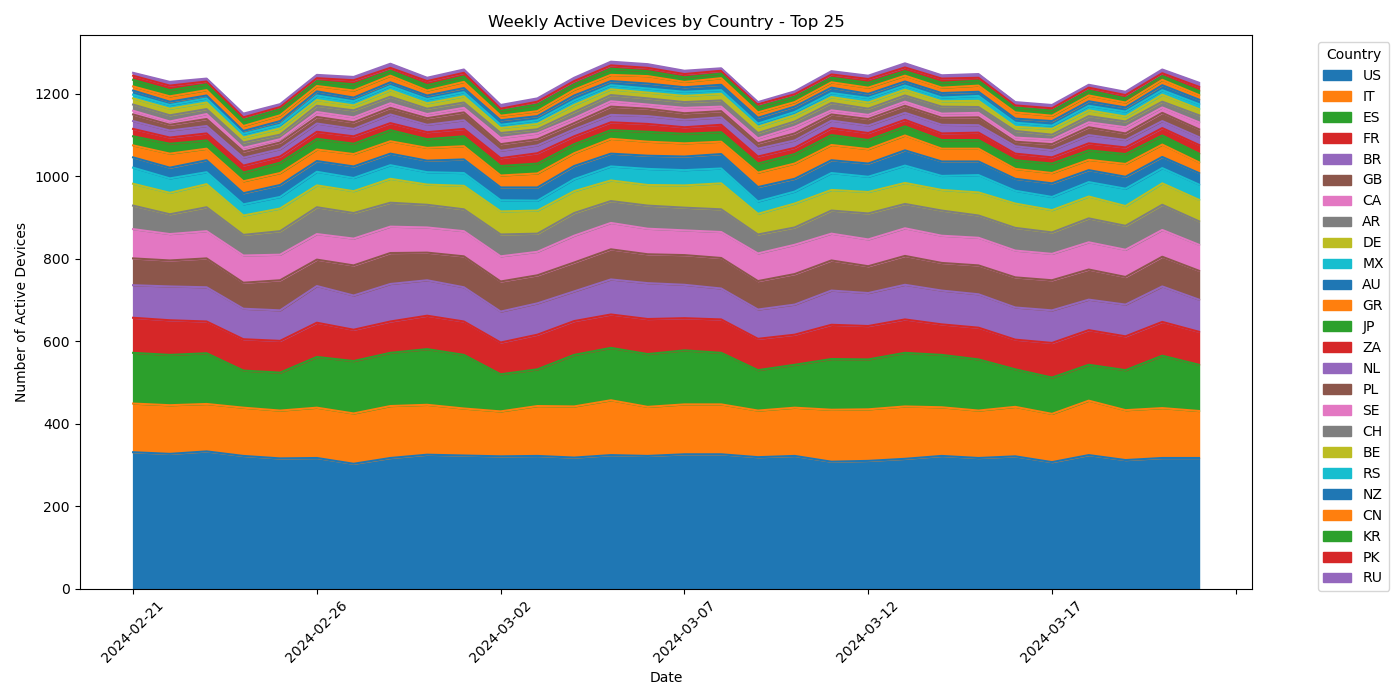 Weekly Active Devices by Country - Top 25
Number of Active Devices
1200
1000
800
600
400
200
0
2024-02-21
2024-02-26
2024-03-02
2024-03-07
2024-03-12
2024-03-17
Date
Country
US
IT
ES
FR
BR
GB
CA
AR
DE
MX
AU
GR
JP
ZA
NL
PL
SE
CH
BE
RS
NZ
CN
KR
PK
RU